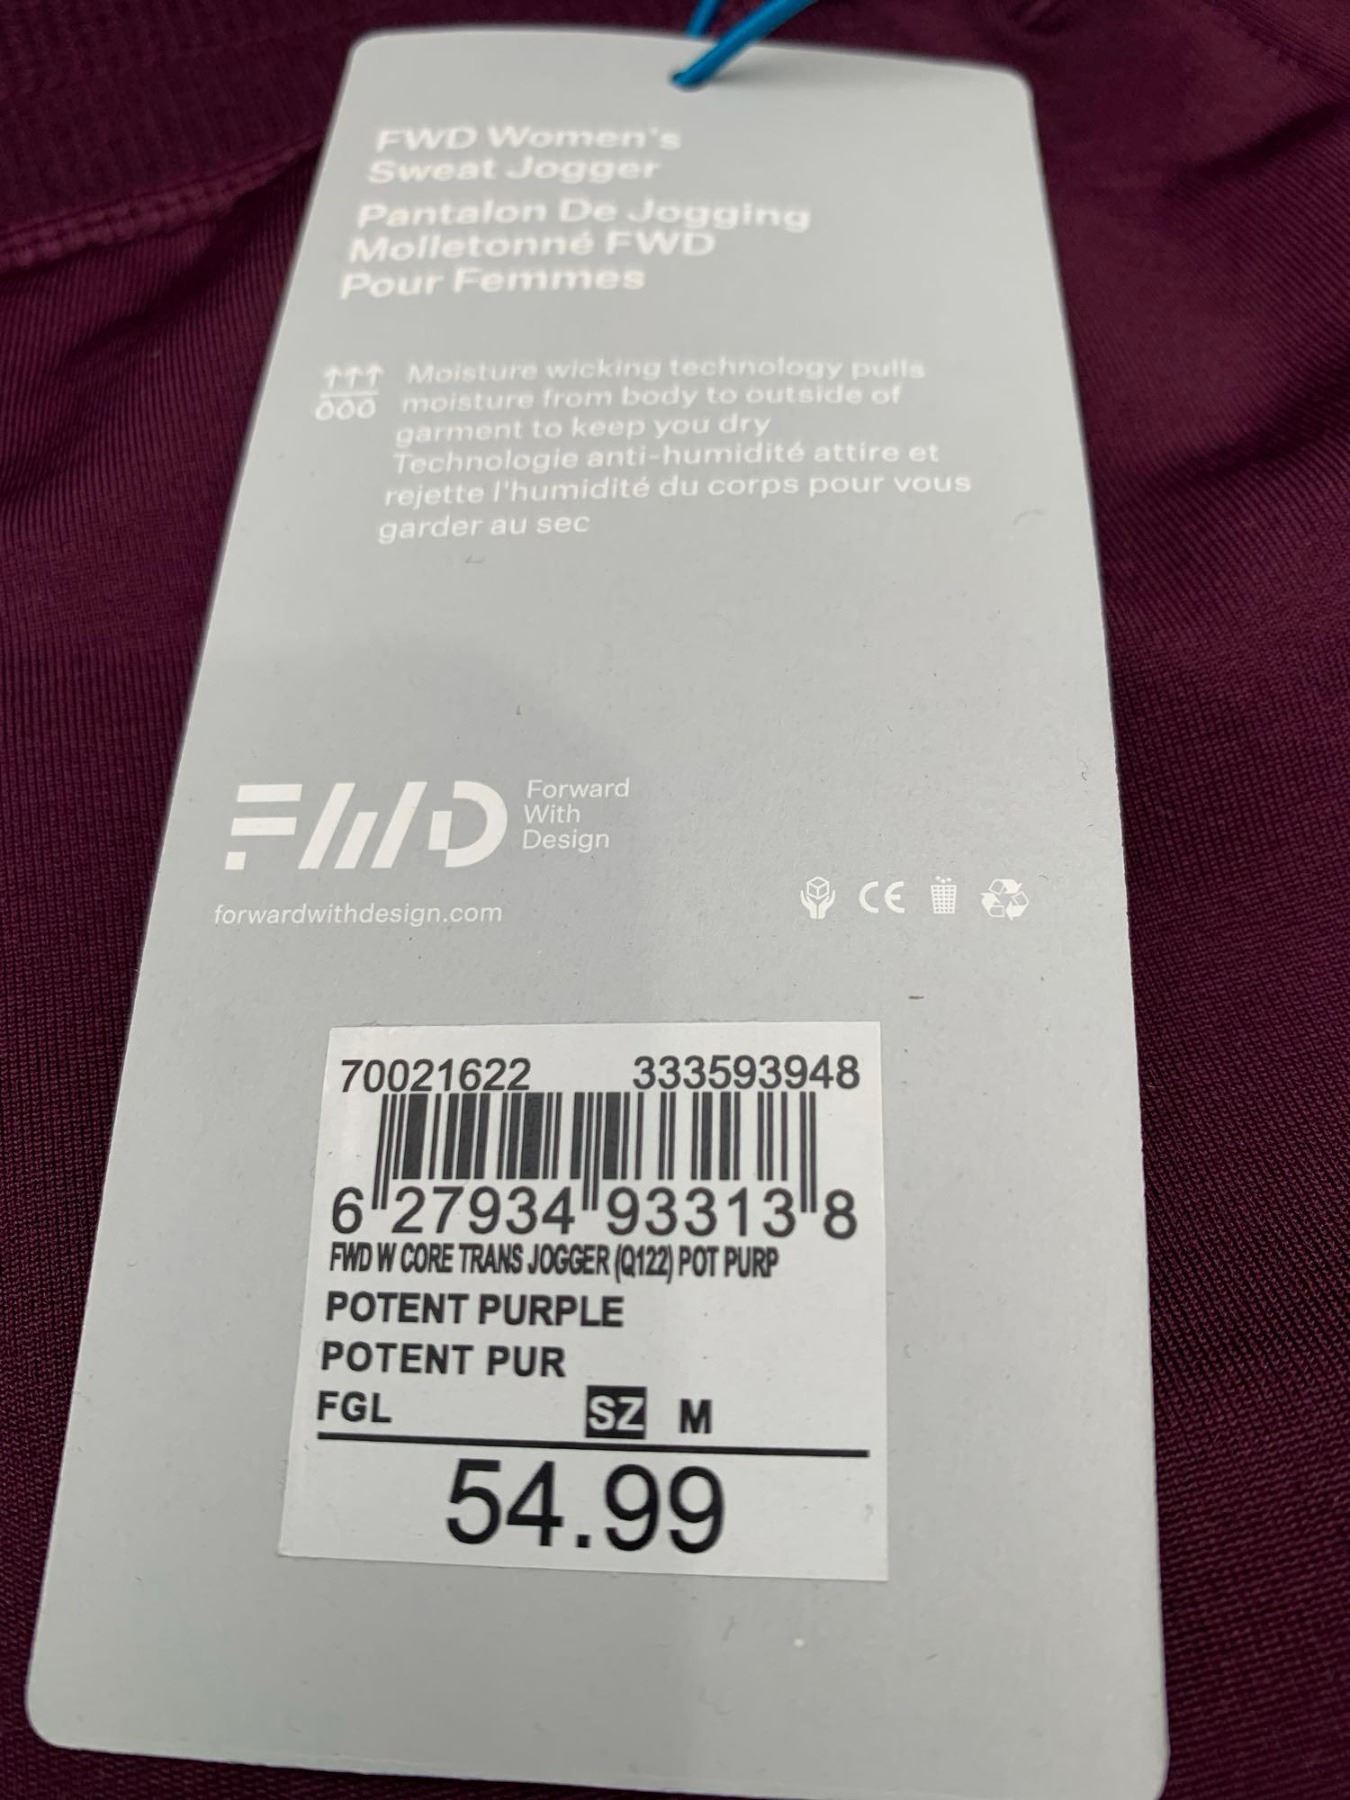 FWD Women's
Sweat Jogger
Pantalon De Jogging
Molletonné FWD
Pour Femmes
Moisture wicking technology pulls
moisture from body to outside of
garment to keep you dry
Technologie anti-humidité attire et
rejette l'humidité du corps pour vous
garder au sec
FWD
Forward
With
Design
forwardwithdesign.com
CE
70021622 333593948
6 27934 93313 8
FWD W CORE TRANS JOGGER (Q122) POT PURP
POTENT PURPLE
POTENT PUR
FGL SZ M
54.99